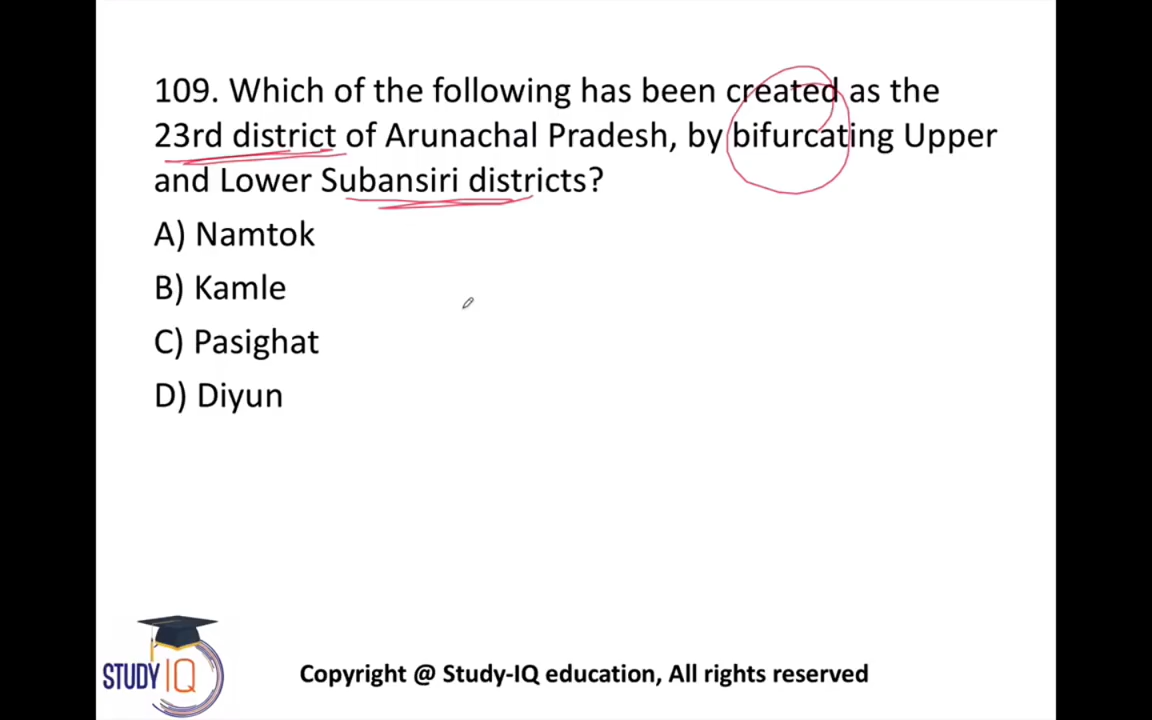 109. Which of the following has been created as the
23rd district of Arunachal Pradesh, by bifurcating Upper
and Lower Subansiri districts?
A) Namtok
B) Kamle
C) Pasighat
D) Diyun
STUDY IQ
Copyright @ Study-IQ education, All rights reserved